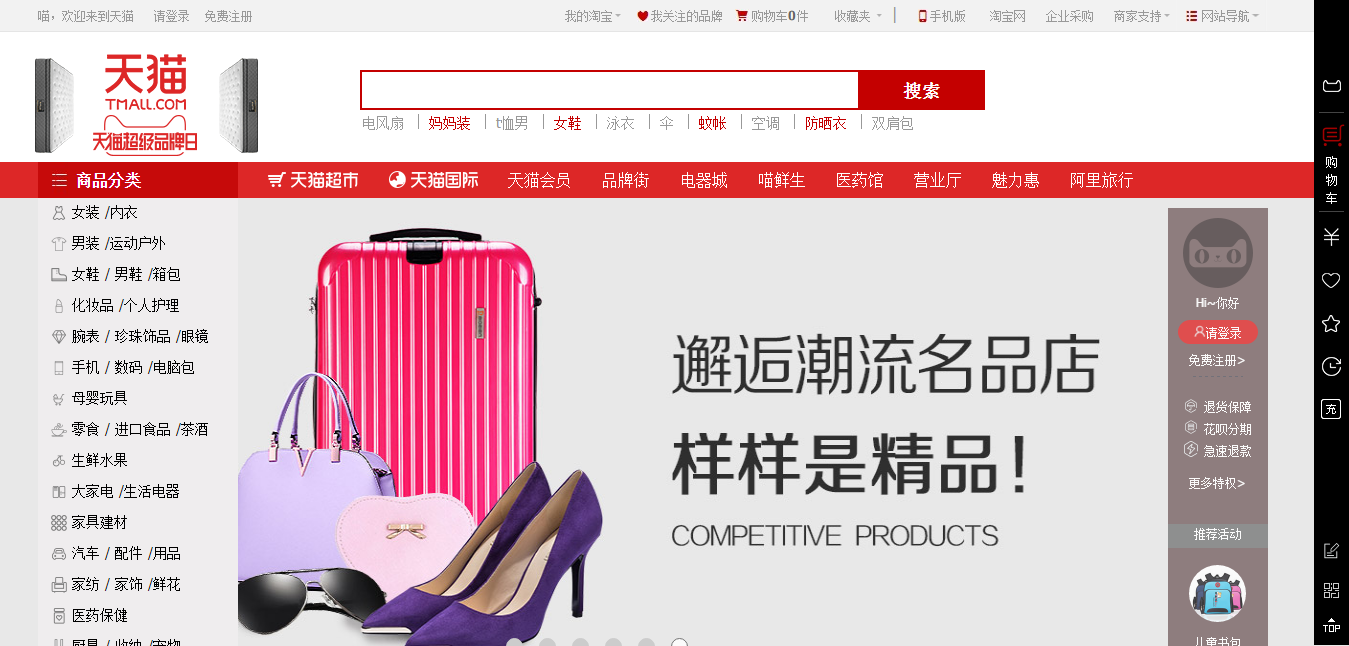 喵，欢迎来到天猫 请登录 免费注册 我的淘宝 我关注的品牌 购物车0件 收藏夹 手机版 淘宝网 企业采购 商家支持 网站导航
天猫
TMALL.COM
天猫超级品牌日
搜索
电风扇 妈妈装 t恤男 女鞋 泳衣 伞 蚊帐 空调 防晒衣 双肩包
商品分类 天猫超市 天猫国际 天猫会员 品牌街 电器城 喵鲜生 医药馆 营业厅 魅力惠 阿里旅行
女装 /内衣
男装 /运动户外
女鞋 / 男鞋 /箱包
化妆品 /个人护理
腕表 / 珍珠饰品 /眼镜
手机 / 数码 /电脑包
母婴玩具
零食 / 进口食品 /茶酒
生鲜水果
大家电 /生活电器
家具建材
汽车 / 配件 /用品
家纺 / 家饰 /鲜花
医药保健
厨具 / 收纳 /宠物
邂逅潮流名品店
样样是精品！
COMPETITIVE PRODUCTS
Hi~你好
请登录
免费注册>
退货保障
花呗分期
急速退款
更多特权>
推荐活动
儿童书包
购物车
充
TOP